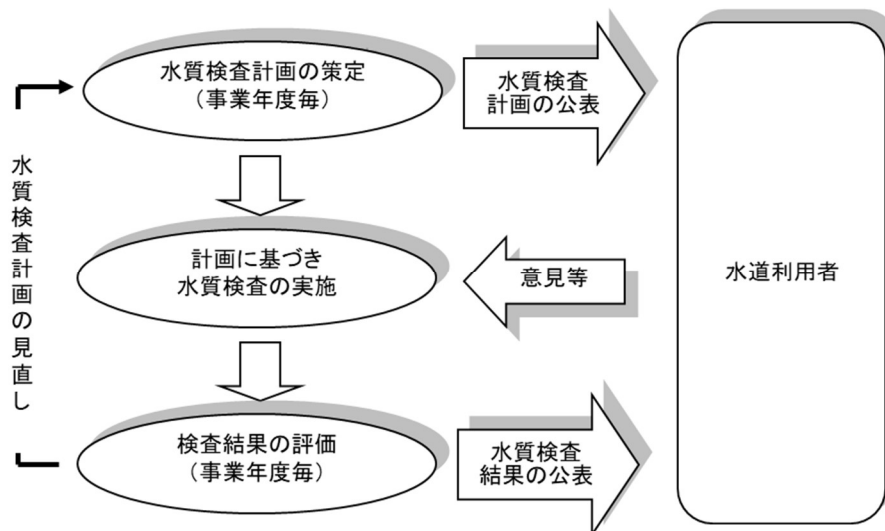 水質検査計画の策定
（事業年度毎）
水質検査
計画の公表
水質検査計画の見直し
計画に基づき
水質検査の実施
意見等
水道利用者
検査結果の評価
（事業年度毎）
水質検査
結果の公表